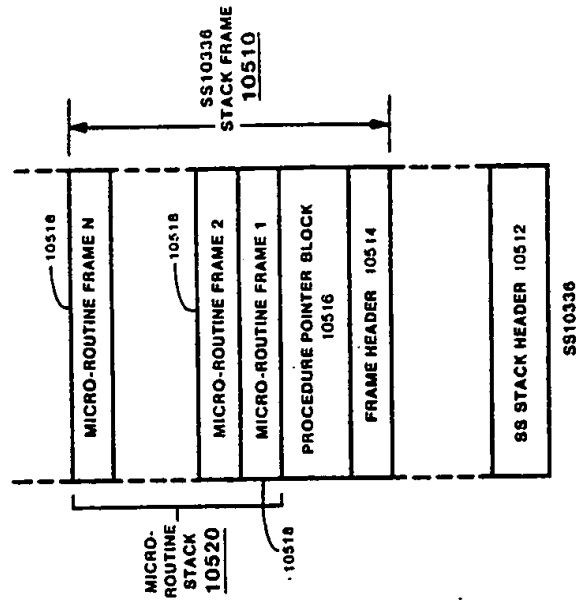 10518
MICRO-ROUTINE FRAME N
SS10336
STACK FRAME
10510
10518
MICRO-ROUTINE FRAME 2
MICRO-ROUTINE FRAME 1
PROCEDURE POINTER BLOCK
10516
FRAME HEADER 10514
MICRO-
ROUTINE
STACK
10520
10518
SS STACK HEADER 10512
SS10336